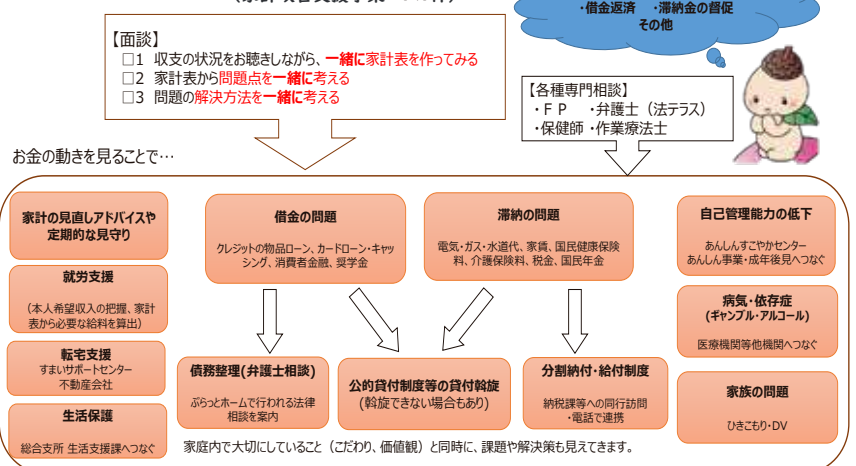 ・借金返済　・滞納金の督促
その他
【面談】
□1 収支の状況をお聴きしながら、一緒に家計表を作ってみる
□2 家計表から問題点を一緒に考える
□3 問題の解決方法を一緒に考える
【各種専門相談】
・ＦＰ　・弁護士（法テラス）
・保健師・作業療法士
お金の動きを見ることで…
家計の見直しアドバイスや
定期的な見守り
就労支援
（本人希望収入の把握、家計
表から必要な給料を算出）
転宅支援
すまいサポートセンター
不動産会社
生活保護
総合支所 生活支援課へつなぐ
借金の問題
クレジットの物品ローン、カードローン・キャッ
シング、消費者金融、奨学金
滞納の問題
電気・ガス・水道代、家賃、国民健康保険
料、介護保険料、税金、国民年金
債務整理(弁護士相談)
ぷらっとホームで行われる法律
相談を案内
公的貸付制度等の貸付斡旋
(斡旋できない場合もあり)
分割納付・給付制度
納税課等への同行訪問
・電話で連携
自己管理能力の低下
あんしんすこやかセンター
あんしん事業・成年後見へつなぐ
病気・依存症
(ギャンブル・アルコール)
医療機関等他機関へつなぐ
家族の問題
ひきこもり・DV
家庭内で大切にしていること（こだわり、価値観）と同時に、課題や解決策も見えてきます。